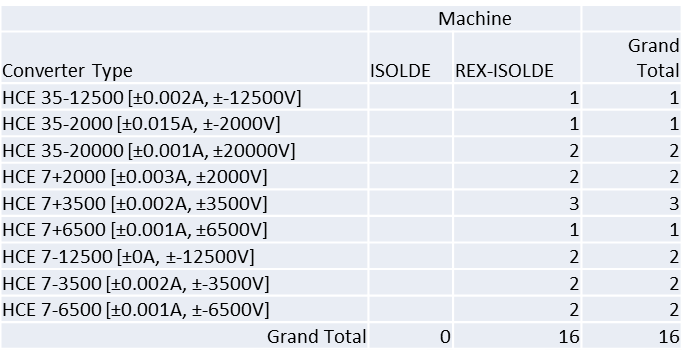 Machine
Grand
Converter Type ISOLDE REX-ISOLDE Total
HCE 35-12500 [±0.002A, ±-12500V] 1 1
HCE 35-2000 [±0.015A, ±-2000V] 1 1
HCE 35-20000 [±0.001A, ±20000V] 2 2
HCE 7+2000 [±0.003A, ±2000V] 2 2
HCE 7+3500 [±0.002A, ±3500V] 3 3
HCE 7+6500 [±0.001A, ±6500V] 1 1
HCE 7-12500 [±0A, ±-12500V] 2 2
HCE 7-3500 [±0.002A, ±-3500V] 2 2
HCE 7-6500 [±0.001A, ±-6500V] 2 2
Grand Total 0 16 16